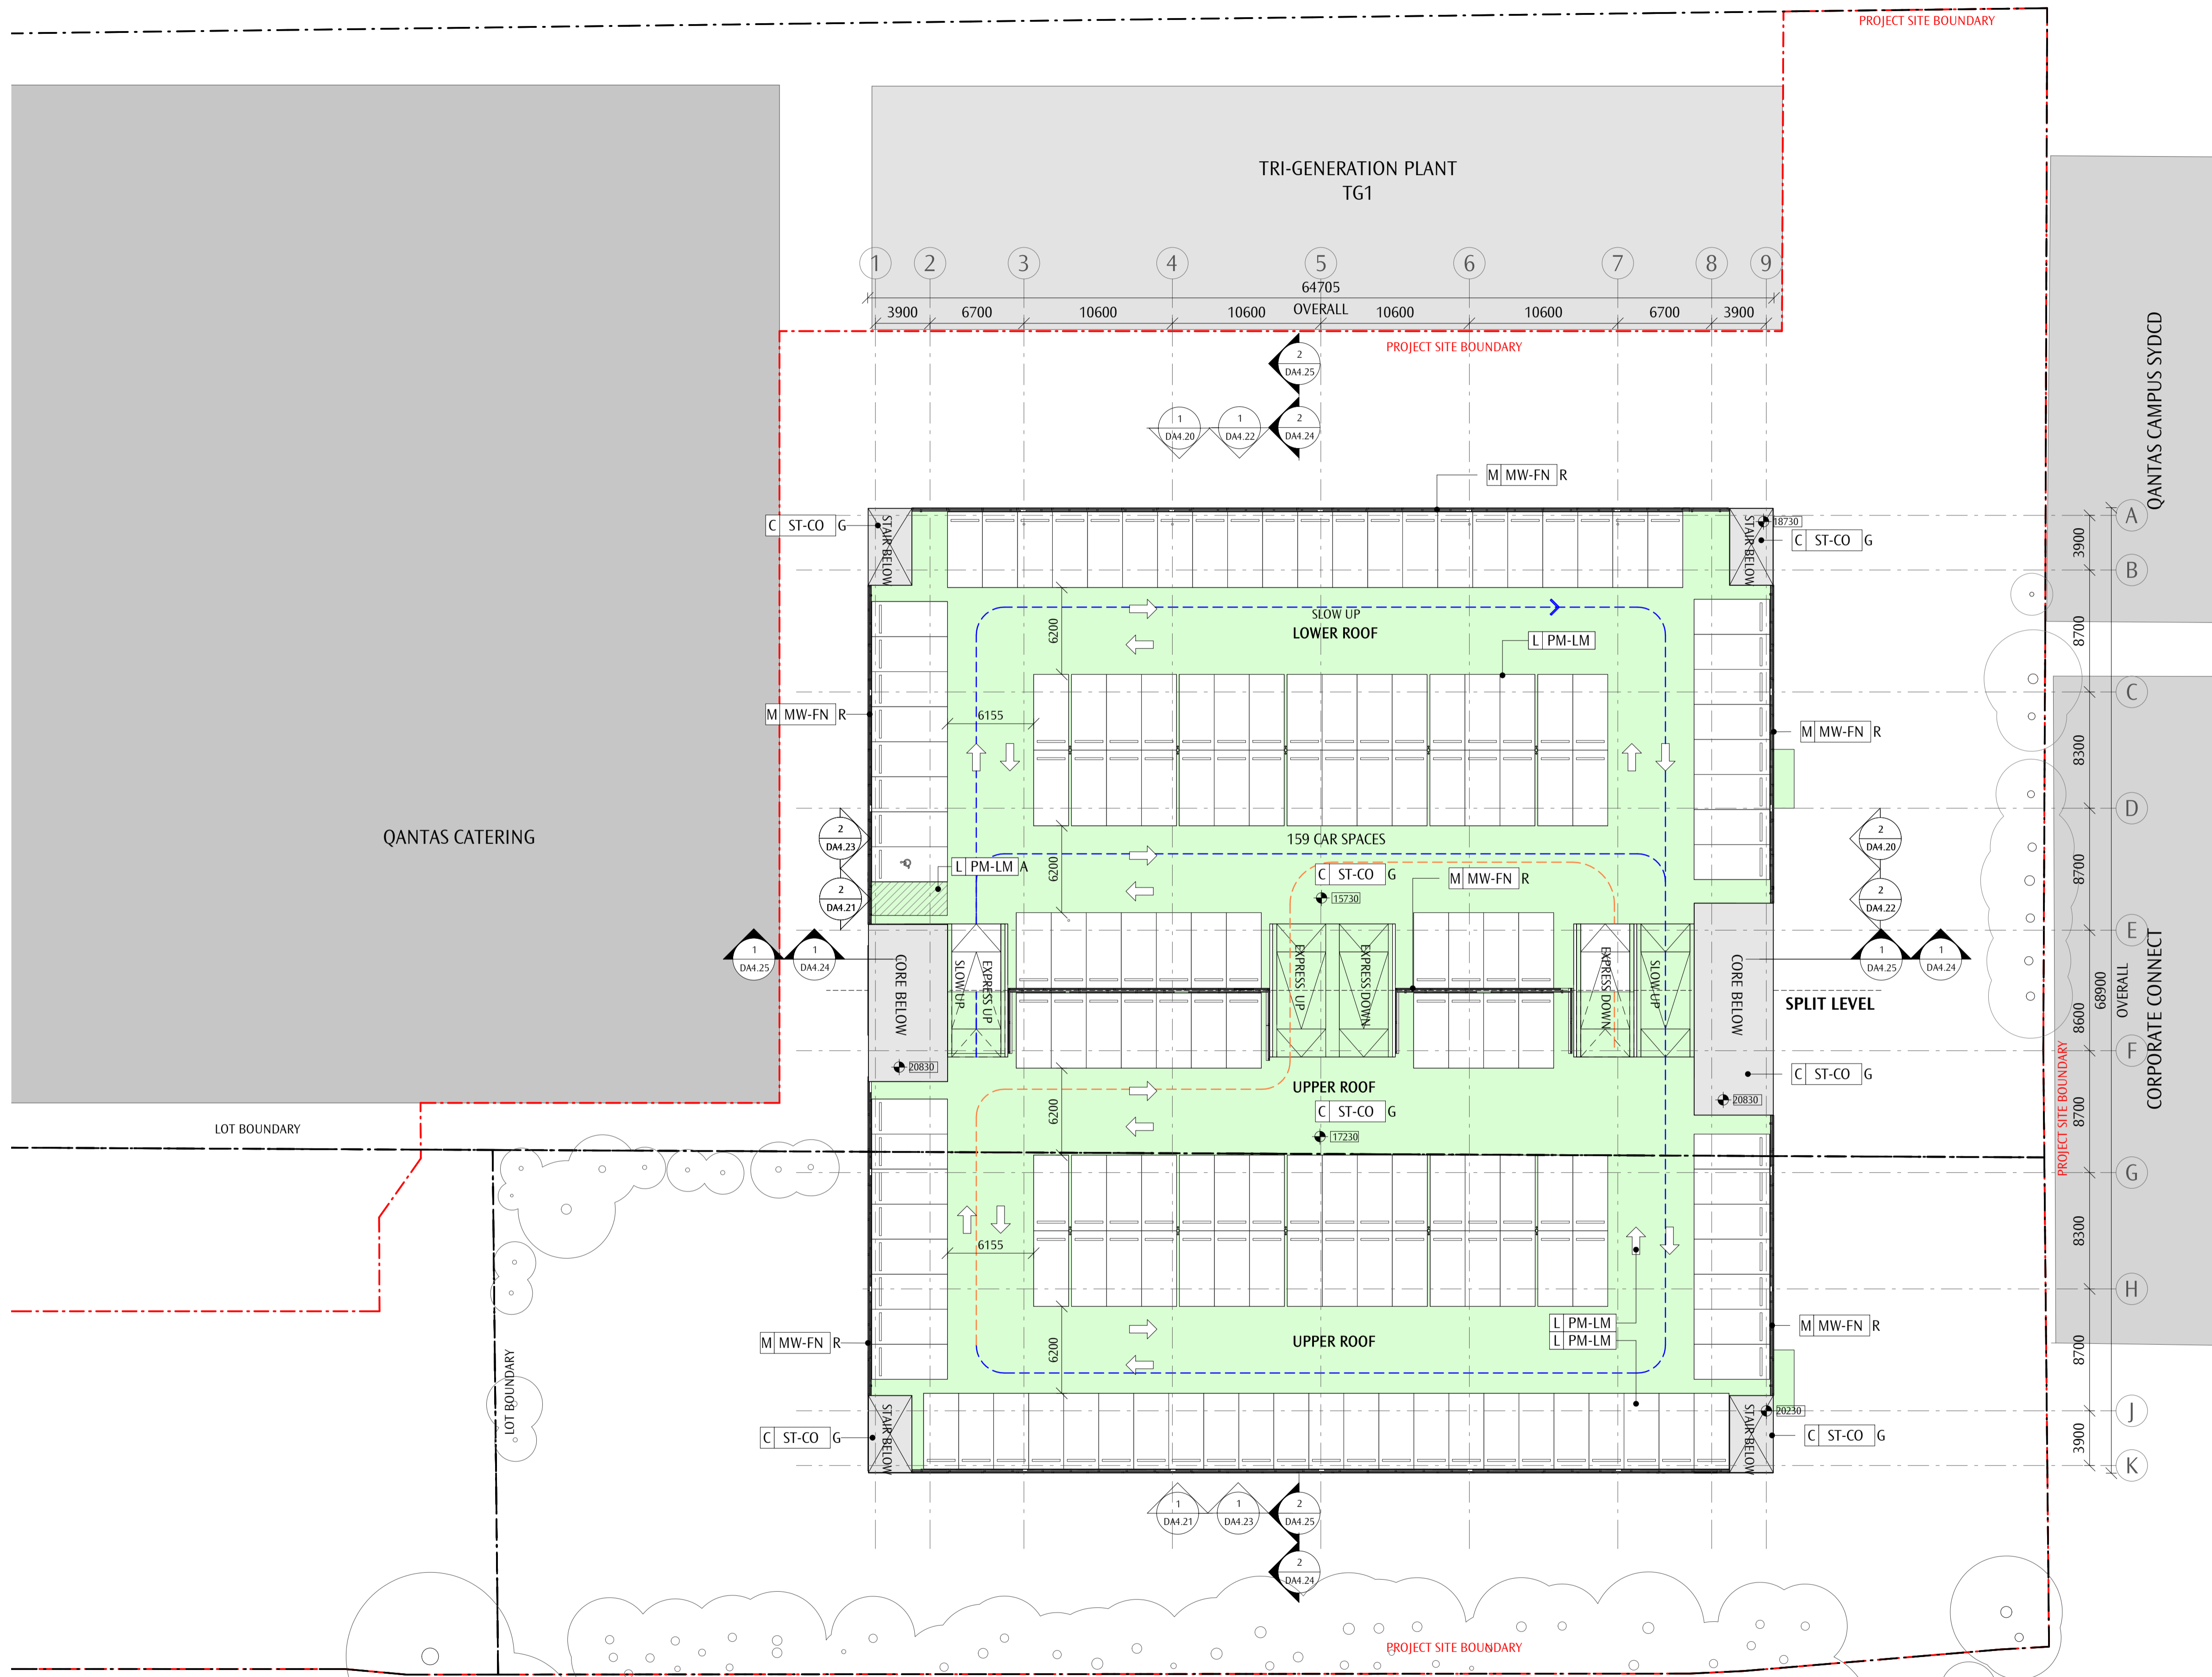 PROJECT SITE BOUNDARY
TRI-GENERATION PLANT
TG1
QANTAS CAMPUS SYDCD
1 2 3 4 5 6 7 8 9
64705
OVERALL
3900 6700 10600 10600 10600 10600 6700 3900
PROJECT SITE BOUNDARY
2
DA4.25
1
DA4.20
1
DA4.22
2
DA4.24
M MW-FN R
C ST-CO G
STAIR BELOW
STAIR BELOW
18730
C ST-CO G
A
3900
B
SLOW UP
LOWER ROOF
6200
L PM-LM
8700
C
M MW-FN R
6155
M MW-FN R
8300
D
QANTAS CATERING
2
DA4.23
159 CAR SPACES
2
DA4.20
L PM-LM A
6200
C ST-CO G
M MW-FN R
8700
2
DA4.21
15730
2
DA4.22
E
1
DA4.25
1
DA4.24
CORE BELOW
SLOW UP
EXPRESS UP
EXPRESS UP
EXPRESS DOWN
EXPRESS DOWN
SLOW UP
CORE BELOW
1
DA4.25
1
DA4.24
SPLIT LEVEL
8600
68900
OVERALL
CORPORATE CONNECT
F
20830
C ST-CO G
UPPER ROOF
20830
PROJECT SITE BOUNDARY
6200
C ST-CO G
8700
LOT BOUNDARY
17230
G
6155
8300
H
L PM-LM
L PM-LM
M MW-FN R
M MW-FN R
UPPER ROOF
6200
8700
LOT BOUNDARY
STAIR BELOW
STAIR BELOW
20230
J
C ST-CO G
C ST-CO G
3900
K
1
DA4.21
1
DA4.23
2
DA4.25
2
DA4.24
PROJECT SITE BOUNDARY